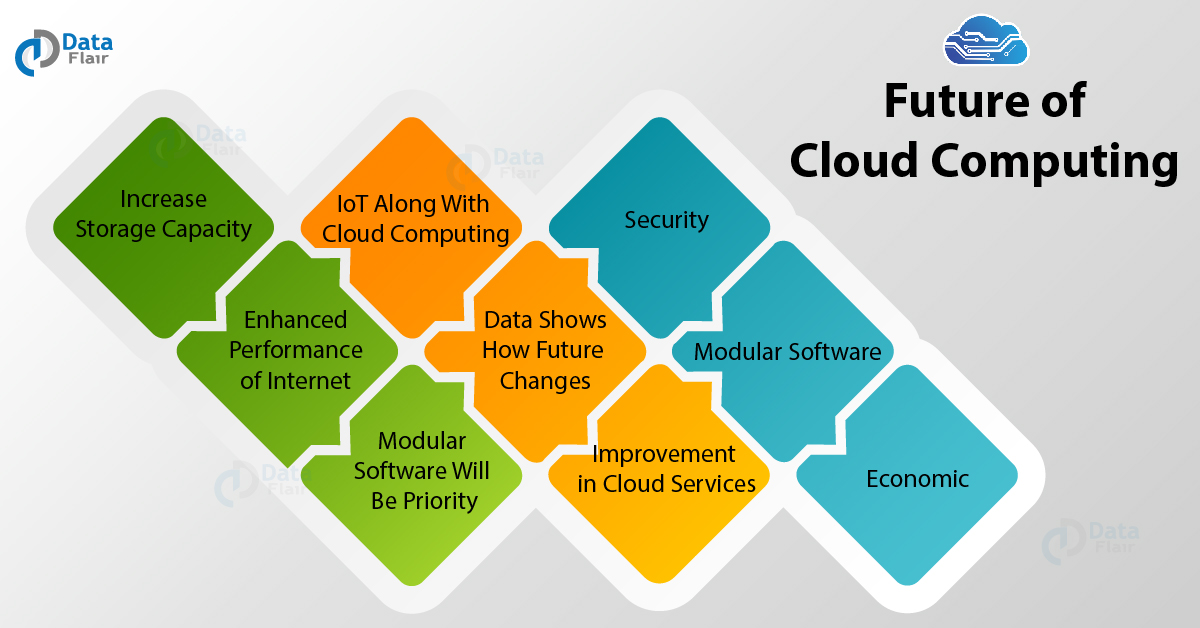 Data
Flair
Future of
Cloud Computing
Data
Flair
Data
Flair
Increase
Storage Capacity
IoT Along With
Cloud Computing
Security
Enhanced
Performance
of Internet
Data Shows
How Future
Changes
Modular Software
Modular
Software Will
Be Priority
Improvement
in Cloud Services
Economic
Data
Flair
Data
Flair